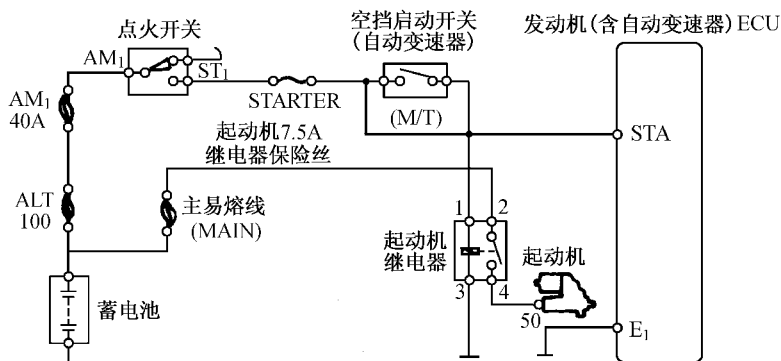 点火开关
空挡启动开关
(自动变速器)
发动机(含自动变速器)ECU
AM1
ST1
AM1
40A
STARTER
(M/T)
STA
起动机7.5A
继电器保险丝
ALT
100
主易熔线
(MAIN)
1
2
起动机
继电器
起动机
3
4
50
蓄电池
E1